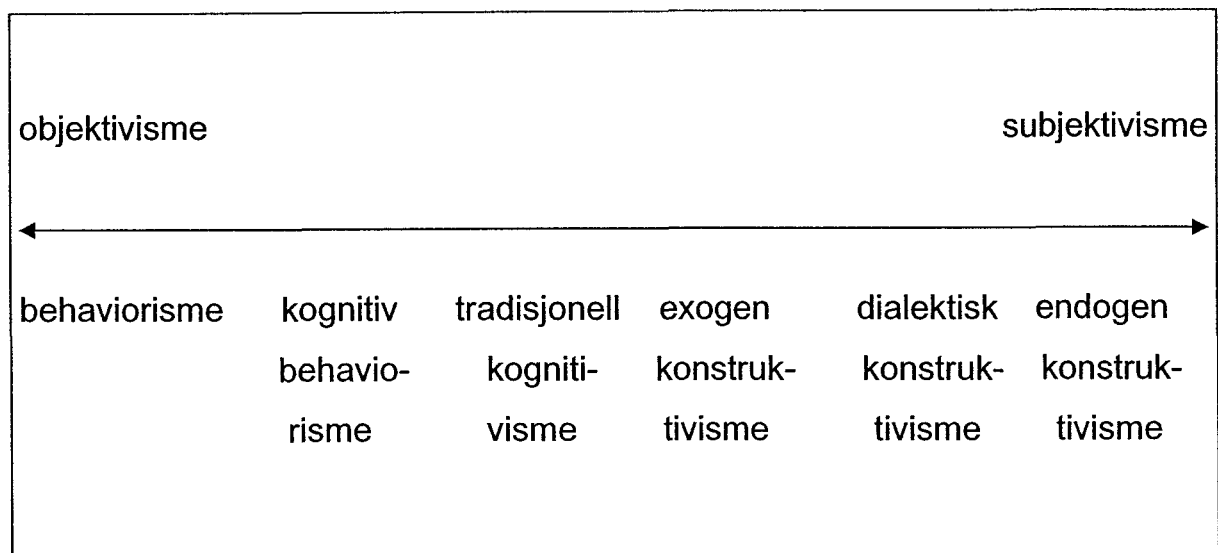 objektivisme subjektivisme
behaviorisme kognitiv tradisjonell exogen dialektisk endogen
behavio- kogniti- konstruk- konstruk- konstruk-
risme visme tivisme tivisme tivisme